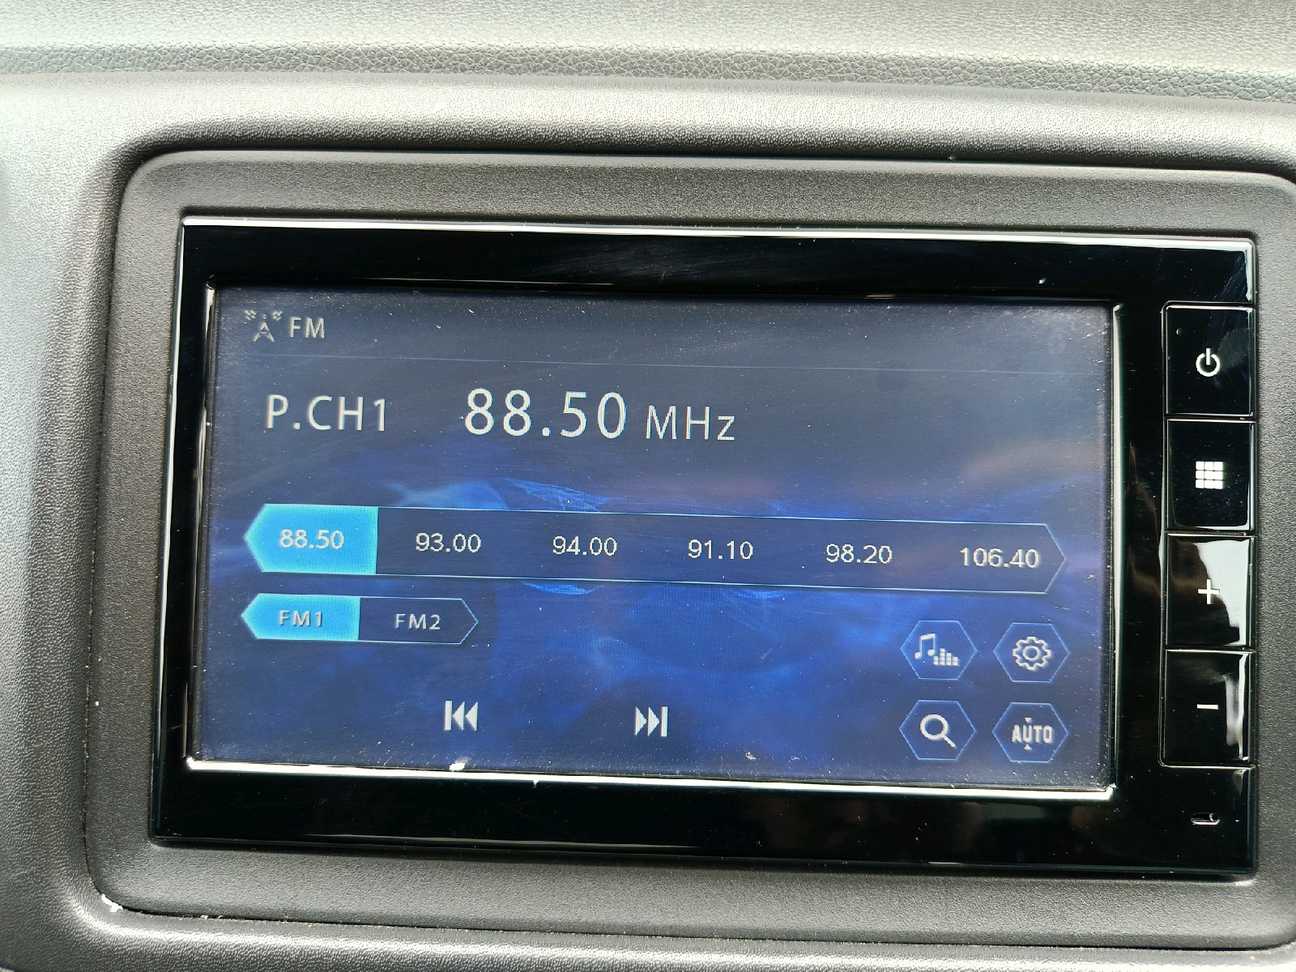 FM
P.CH1 88.50 MHz
88.50 93.00 94.00 91.10 98.20 106.40
FM1 FM2
AUTO
+
-